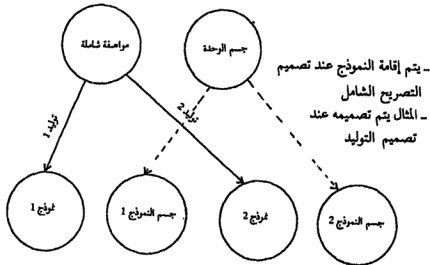 مواصفة شاملة
جسم الوحدة
ـ يتم إقامة النموذج عند تصميم
التصريح الشامل
ـ المثال يتم تصميمه عند
تصميم التوليد
توليد 1
توليد 2
نموذج 1
جسم النموذج 1
نموذج 2
جسم النموذج 2